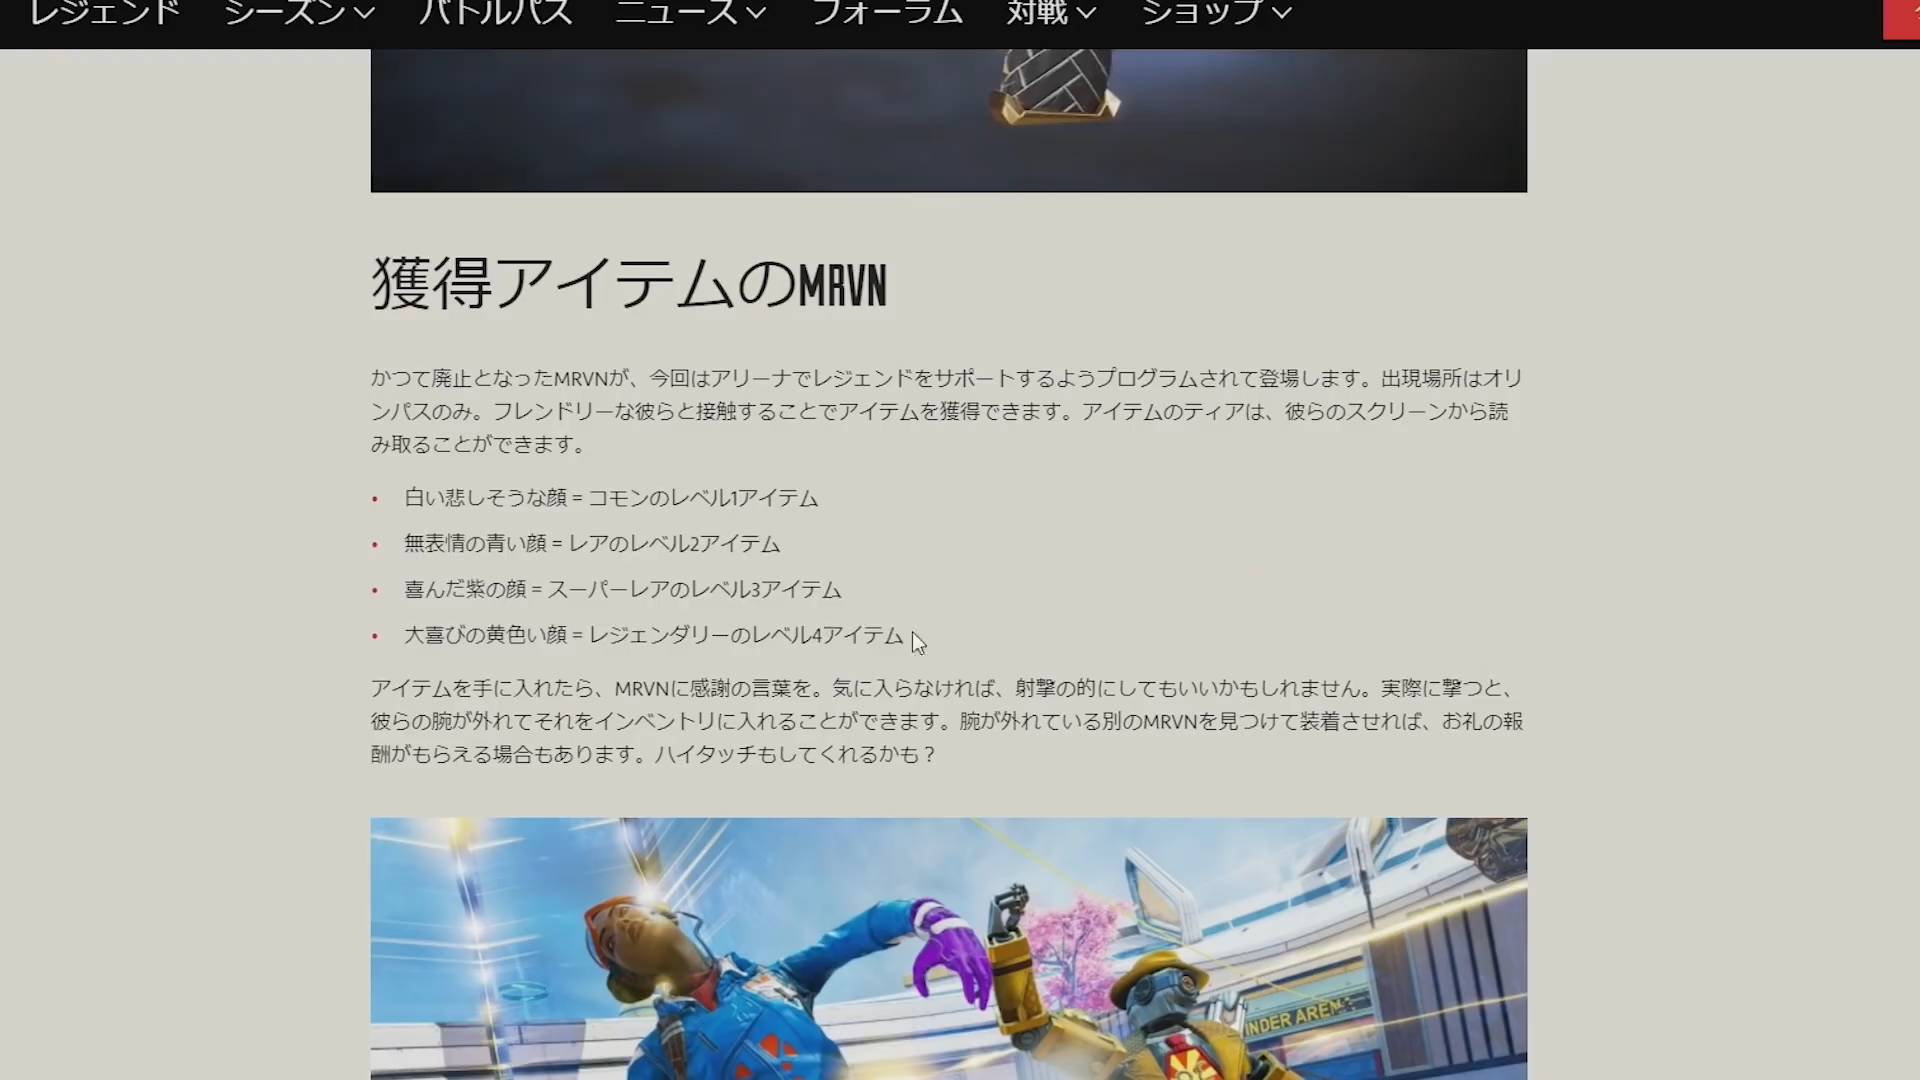 レジェンド シーズン バトルパス ニュース フォーラム 対戦 ショップ
獲得アイテムのMRVN
かつて廃止となったMRVNが、今回はアリーナでレジェンドをサポートするようプログラムされて登場します。出現場所はオリ
ンパスのみ。フレンドリーな彼らと接触することでアイテムを獲得できます。アイテムのティアは、彼らのスクリーンから読
み取ることができます。
• 白い悲しそうな顔 = コモンのレベル1アイテム
• 無表情の青い顔 = レアのレベル2アイテム
• 喜んだ紫の顔 = スーパーレアのレベル3アイテム
• 大喜びの黄色い顔 = レジェンダリーのレベル4アイテム
アイテムを手に入れたら、MRVNに感謝の言葉を。気に入らなければ、射撃の的にしてもいいかもしれません。実際に撃つと、
彼らの腕が外れてそれをインベントリに入れることができます。腕が外れている別のMRVNを見つけて装着させれば、お礼の報
酬がもらえる場合もあります。ハイタッチもしてくれるかも？